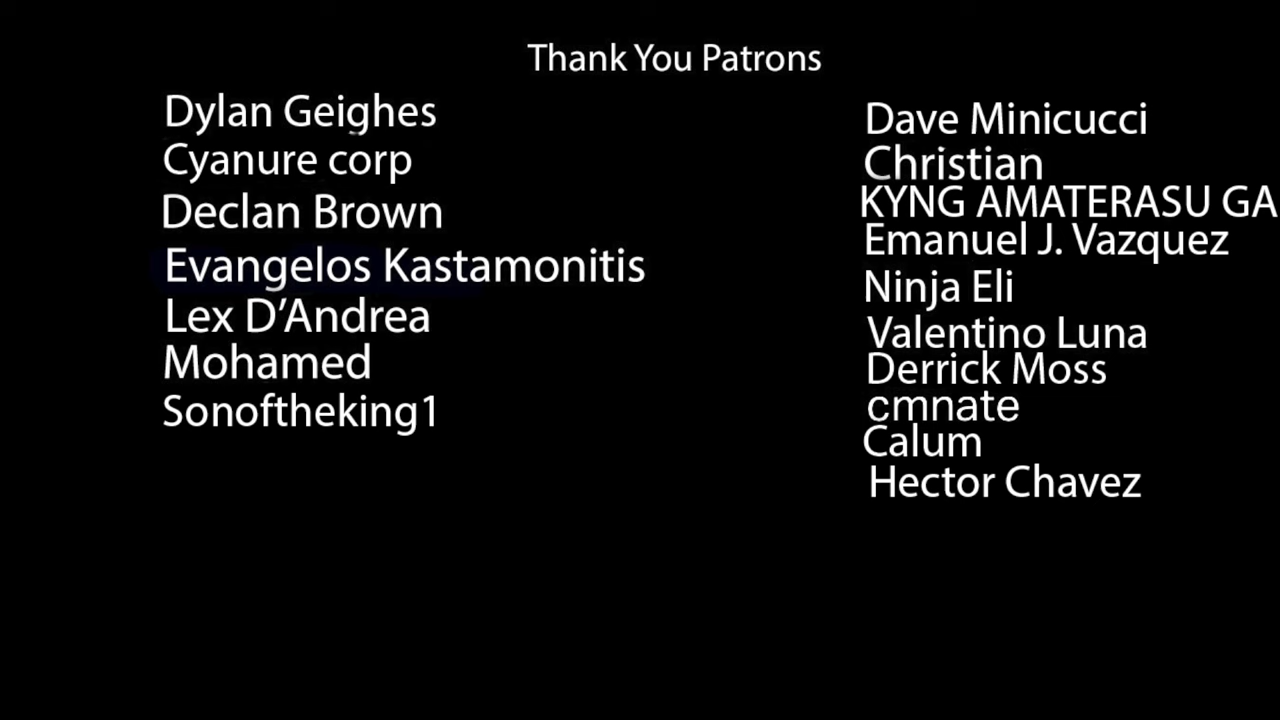 Thank You Patrons
Dylan Geighes
Cyanure corp
Declan Brown
Evangelos Kastamonitis
Lex D’Andrea
Mohamed
Sonoftheking1
Dave Minicucci
Christian
KYNG AMATERASU GA
Emanuel J. Vazquez
Ninja Eli
Valentino Luna
Derrick Moss
cmnate
Calum
Hector Chavez